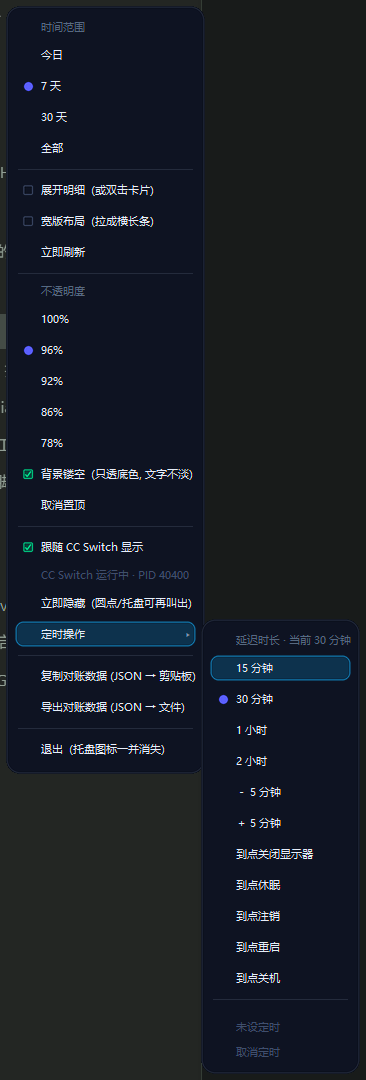 时间范围
今日
7 天
30 天
全部
展开明细 (或双击卡片)
宽版布局 (拉成横长条)
立即刷新
不透明度
100%
96%
92%
86%
78%
背景镂空 (只透底色, 文字不淡)
取消置顶
跟随 CC Switch 显示
CC Switch 运行中 · PID 40400
立即隐藏 (圆点/托盘可再叫出)
定时操作
复制对账数据 (JSON → 剪贴板)
导出对账数据 (JSON → 文件)
退出 (托盘图标一并消失)
延迟时长 · 当前 30 分钟
15 分钟
30 分钟
1 小时
2 小时
- 5 分钟
+ 5 分钟
到点关闭显示器
到点休眠
到点注销
到点重启
到点关机
未设定时
取消定时